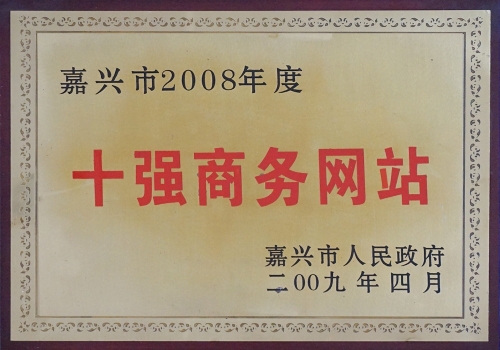 嘉兴市2008年度
十强商务网站
嘉兴市人民政府
二00九年四月